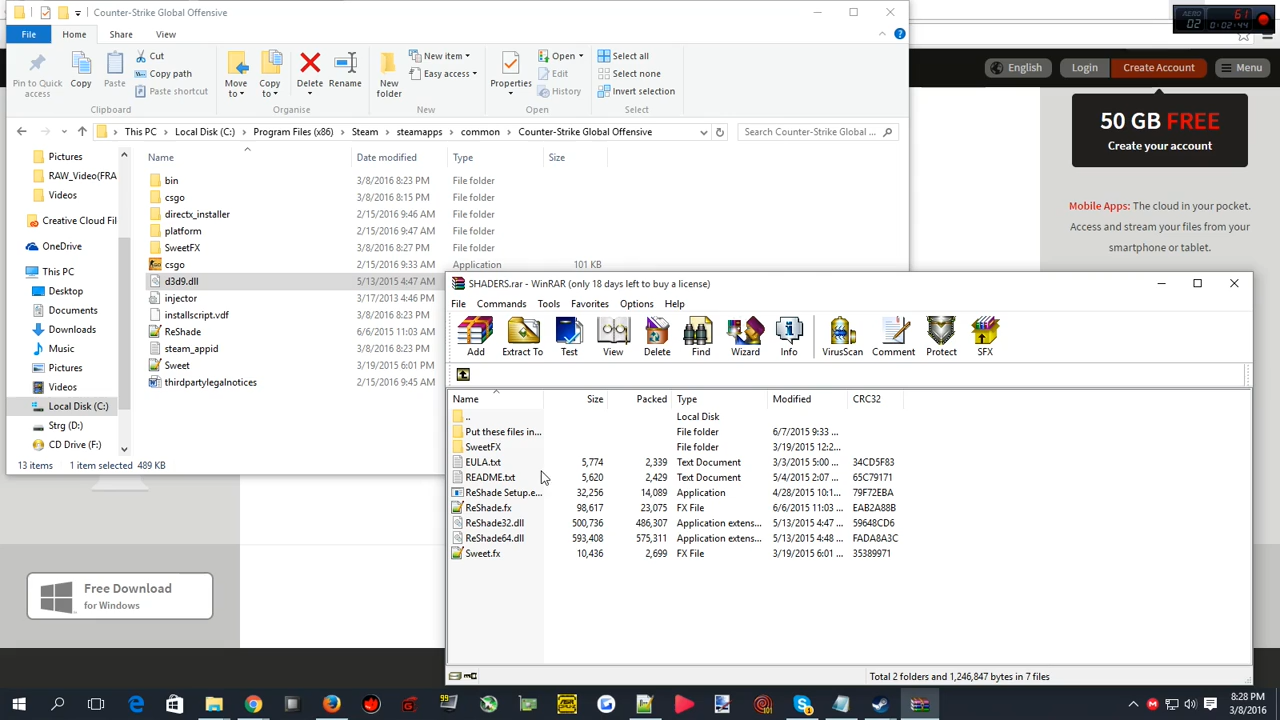 Counter-Strike Global Offensive
File Home Share View
Pin to Quick access
Copy
Paste
Cut
Copy path
Paste shortcut
Clipboard
Move to
Copy to
Delete
Rename
Organise
New folder
New item
Easy access
New
Properties
Open
Edit
History
Open
Select all
Select none
Invert selection
Select
This PC Local Disk (C:) Program Files (x86) Steam steamapps common Counter-Strike Global Offensive
Search Counter-Strike Global ...
Pictures
RAW_Video(FRA
Videos
Creative Cloud Fil
OneDrive
This PC
Desktop
Documents
Downloads
Music
Pictures
Videos
Local Disk (C:)
Strg (D:)
CD Drive (F:)
Name Date modified Type Size
bin 3/8/2016 8:23 PM File folder
csgo 3/8/2016 8:15 PM File folder
directx_installer 2/15/2016 9:46 AM File folder
platform 2/15/2016 9:47 AM File folder
SweetFX 3/8/2016 8:27 PM File folder
csgo 2/15/2016 9:33 AM Application 101 KB
d3d9.dll 5/13/2015 4:47 AM
injector 3/17/2013 4:46 PM
installscript.vdf 3/8/2016 8:23 PM
ReShade 6/6/2015 11:03 AM
steam_appid 3/8/2016 8:23 PM
Sweet 3/19/2015 6:01 PM
thirdpartylegalnotices 2/15/2016 9:45 AM
13 items 1 item selected 489 KB
AERO 61
02 0:02:44
English Login Create Account Menu
50 GB FREE
Create your account
Mobile Apps: The cloud in your pocket.
Access and stream your files from your
smartphone or tablet.
SHADERS.rar - WinRAR (only 18 days left to buy a license)
File Commands Tools Favorites Options Help
Add Extract To Test View Delete Find Wizard Info VirusScan Comment Protect SFX
Name Size Packed Type Modified CRC32
.. Local Disk
Put these files in... File folder 6/7/2015 9:33 ...
SweetFX File folder 3/19/2015 12:2...
EULA.txt 5,774 2,339 Text Document 3/3/2015 5:00 ... 34CD5F83
README.txt 5,620 2,429 Text Document 5/4/2015 2:07 ... 65C79171
ReShade Setup.e... 32,256 14,089 Application 4/28/2015 10:1... 79F72EBA
ReShade.fx 98,617 23,075 FX File 6/6/2015 11:03 ... EAB2A88B
ReShade32.dll 500,736 486,307 Application extens... 5/13/2015 4:47 ... 59648CD6
ReShade64.dll 593,408 575,311 Application extens... 5/13/2015 4:48 ... FADA8A3C
Sweet.fx 10,436 2,699 FX File 3/19/2015 6:01 ... 35389971
Total 2 folders and 1,246,847 bytes in 7 files
Free Download
for Windows
8:28 PM
3/8/2016